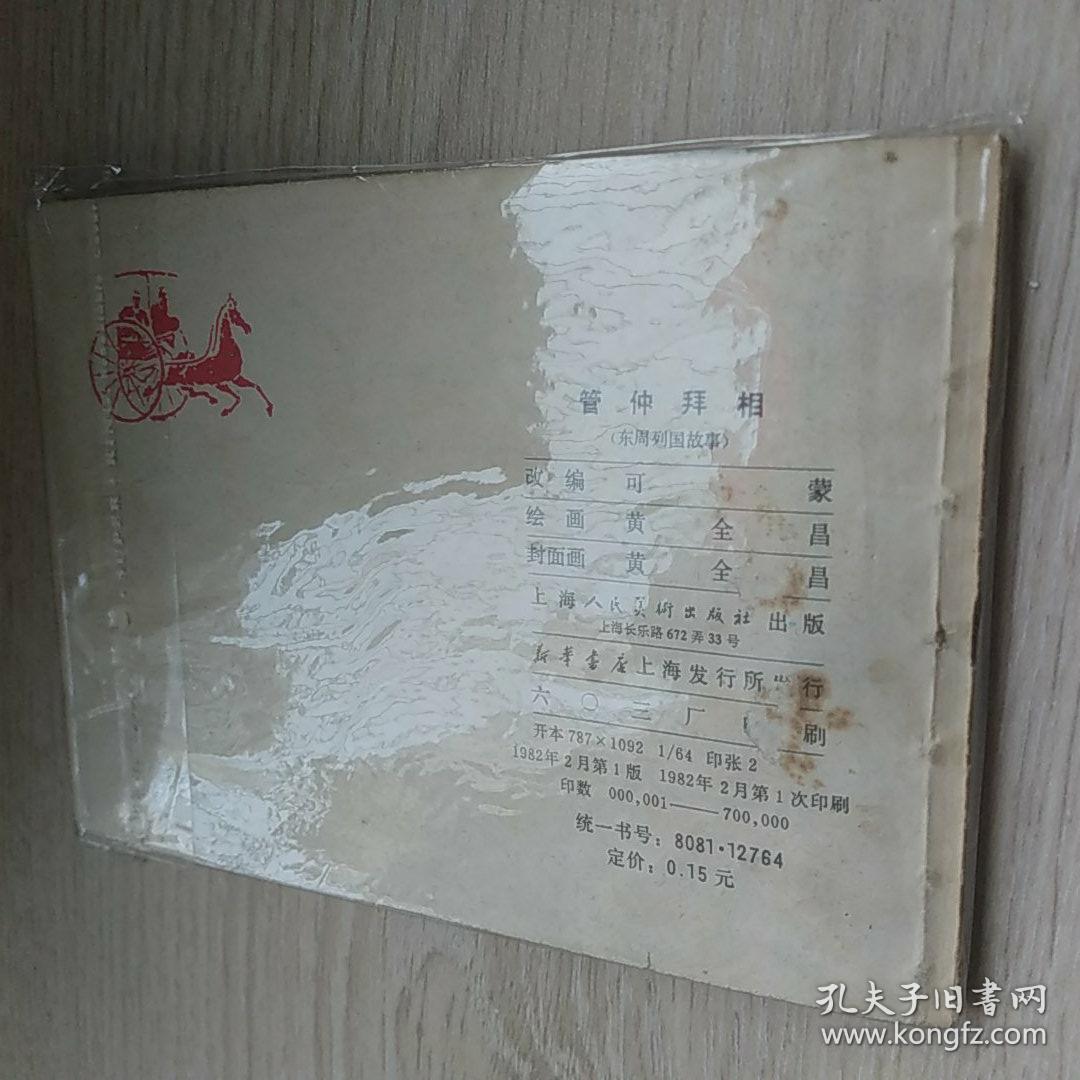 管仲拜相
（东周列国故事）
改编 可蒙
绘画 黄全昌
封面画 黄全昌
上海人民美術出版社出版
上海长乐路672弄33号
新华書店上海发行所 行
六〇三厂 刷
开本787×1092 1/64 印张2
1982年2月第1版 1982年2月第1次印刷
印数 000,001——700,000
统一书号：8081·12764
定价：0.15元
孔夫子旧書网
www.kongfz.com